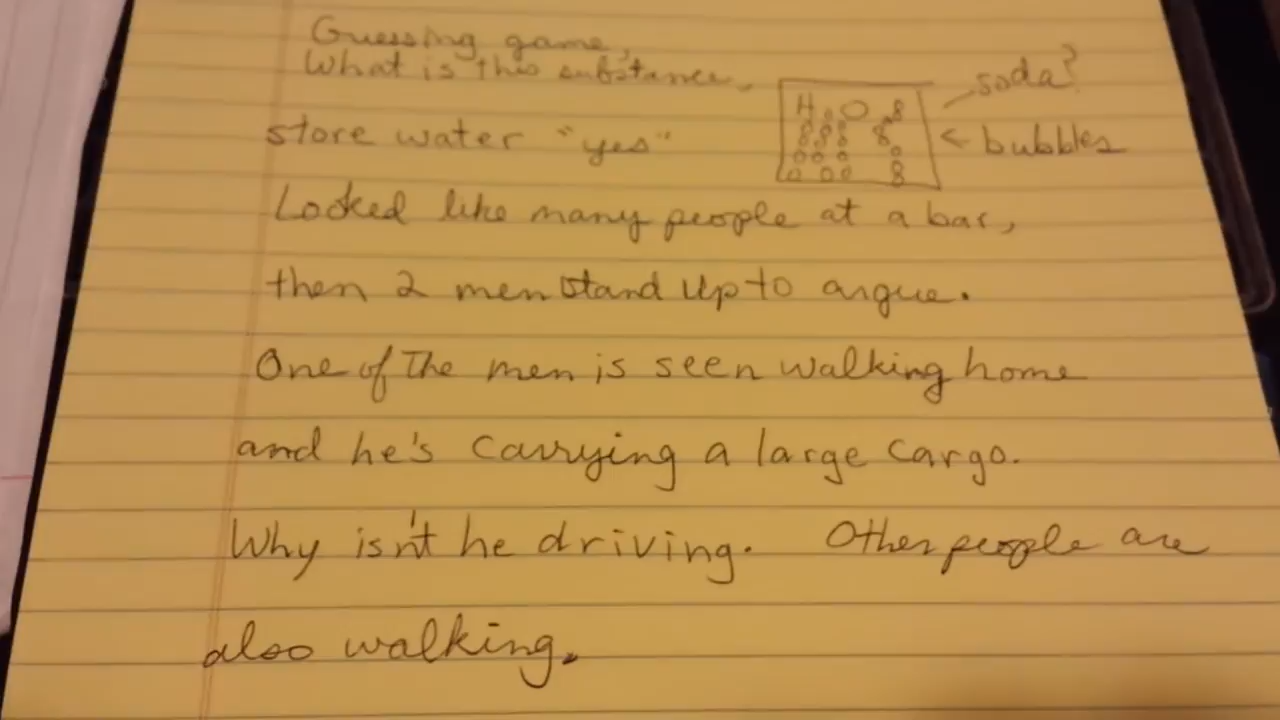 Guessing game,
What is this substance,
soda?
H2O
store water "yes"
bubbles
Looked like many people at a bar,
then 2 men stand up to argue.
One of The men is seen walking home
and he's carrying a large cargo.
Why isn't he driving. Other people are
also walking.